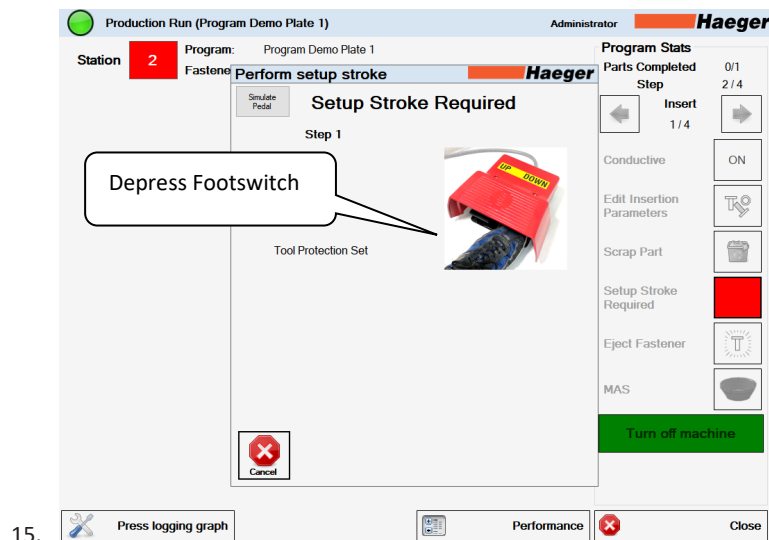 Production Run (Program Demo Plate 1)
Administrator
Haeger
Station
2
Program: Program Demo Plate 1
Fastene
Perform setup stroke
Haeger
Simulate
Pedal
Setup Stroke Required
Step 1
UP DOWN
Depress Footswitch
Tool Protection Set
Cancel
Program Stats
Parts Completed 0/1
Step 2 / 4
Insert
1 / 4
Conductive ON
Edit Insertion
Parameters
Scrap Part
Setup Stroke
Required
Eject Fastener
MAS
Turn off machine
15.
Press logging graph
Performance
Close